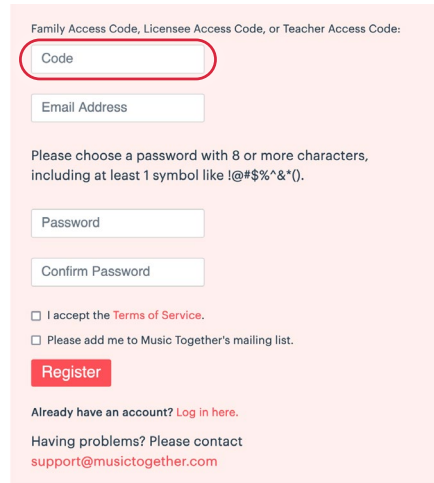 Family Access Code, Licensee Access Code, or Teacher Access Code:
Code
Email Address
Please choose a password with 8 or more characters,
including at least 1 symbol like !@#$%^&*().
Password
Confirm Password
I accept the Terms of Service.
Please add me to Music Together's mailing list.
Register
Already have an account? Log in here.
Having problems? Please contact
support@musictogether.com